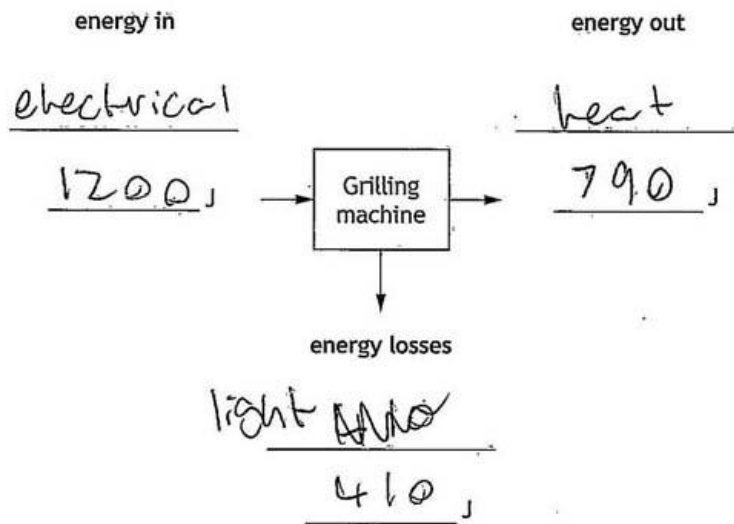 energy in
energy out
electrical
heat
1200 J
Grilling
machine
790 J
energy losses
light
410 J